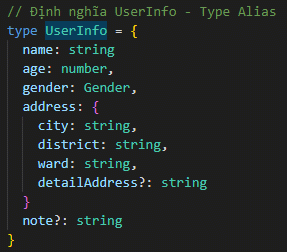 // Định nghĩa UserInfo - Type Alias
type UserInfo = {
  name: string
  age: number,
  gender: Gender,
  address: {
    city: string,
    district: string,
    ward: string,
    detailAddress?: string
  }
  note?: string
}